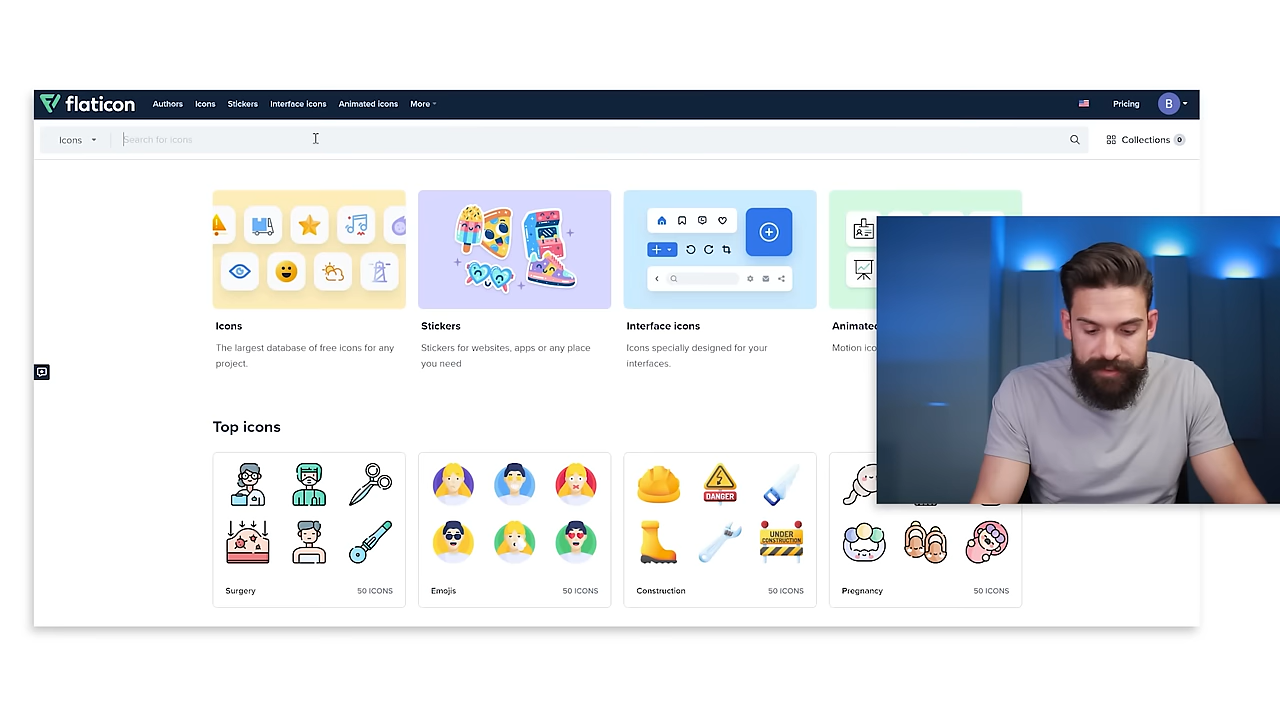 flaticon
Authors
Icons
Stickers
Interface icons
Animated icons
More
Pricing
B
Icons
Search for icons
Collections 0
Icons
The largest database of free icons for any
project.
Stickers
Stickers for websites, apps or any place
you need
Interface icons
Icons specially designed for your
interfaces.
Animated
Motion ico
Top icons
DANGER
UNDER
CONSTRUCTION
Surgery
50 ICONS
Emojis
50 ICONS
Construction
50 ICONS
Pregnancy
50 ICONS